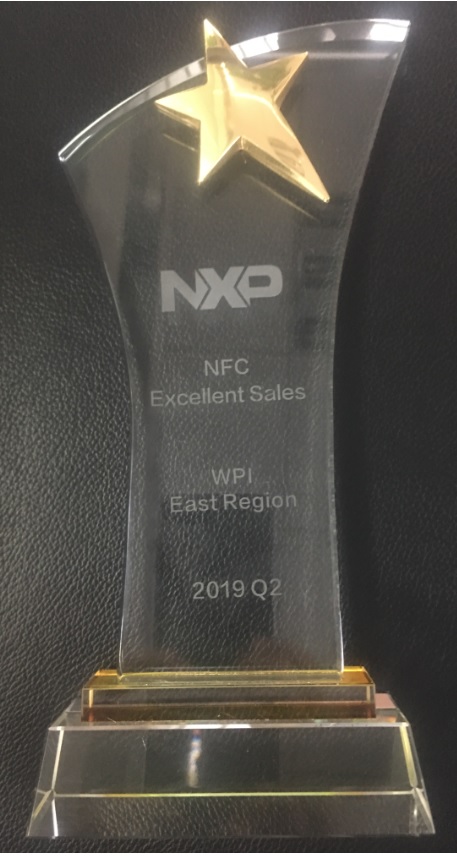 NXP
NFC
Excellent Sales
WPI
East Region
2019 Q2